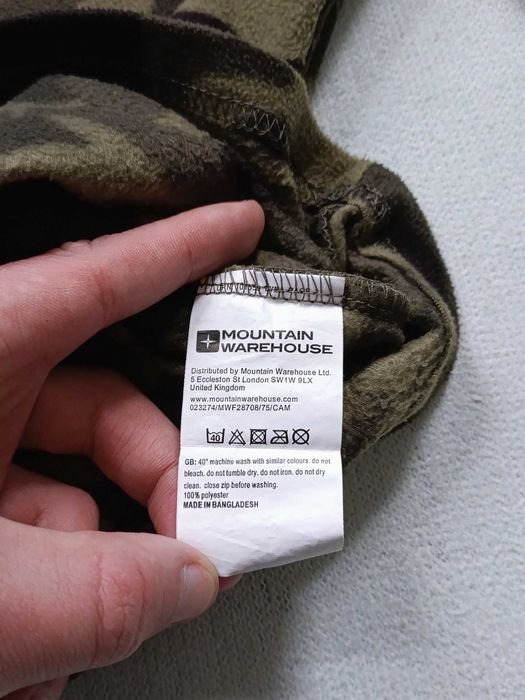 MOUNTAIN
WAREHOUSE
Distributed by Mountain Warehouse Ltd.
5 Eccleston St London SW1W 9LX
United Kingdom
www.mountainwarehouse.com
023274/MWF28708/75/CAM
40
GB: 40° machine wash with similar colours. do not
bleach. do not tumble dry. do not iron. do not dry
clean. close zip before washing.
100% polyester
MADE IN BANGLADESH